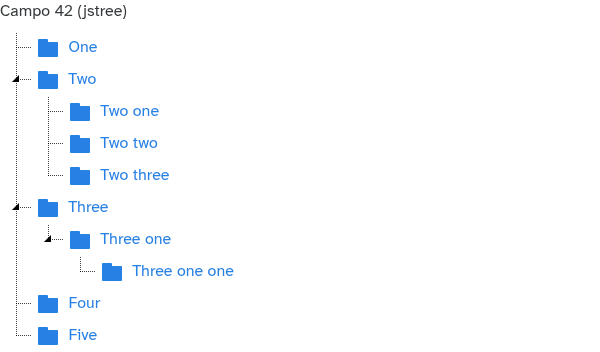 Campo 42 (jstree)
One
Two
Two one
Two two
Two three
Three
Three one
Three one one
Four
Five